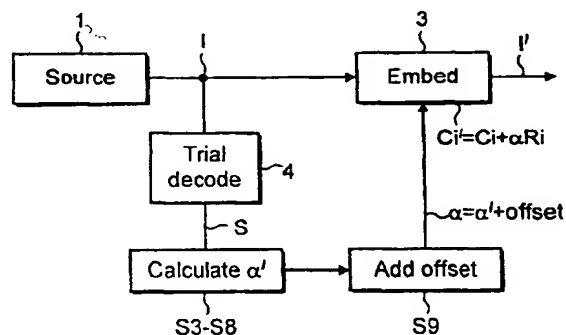 1
Source
I
3
Embed
I'
Ci'=Ci+αRi
Trial
decode
4
S
α=α'+offset
Calculate α'
Add offset
S3-S8
S9